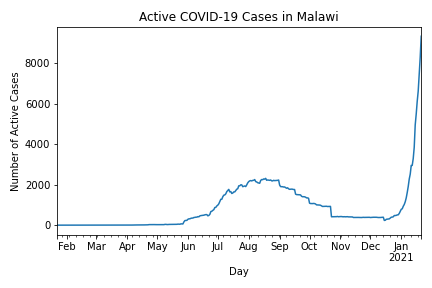 Active COVID-19 Cases in Malawi
Number of Active Cases
8000
6000
4000
2000
0
Feb Mar Apr May Jun Jul Aug Sep Oct Nov Dec Jan
2021
Day